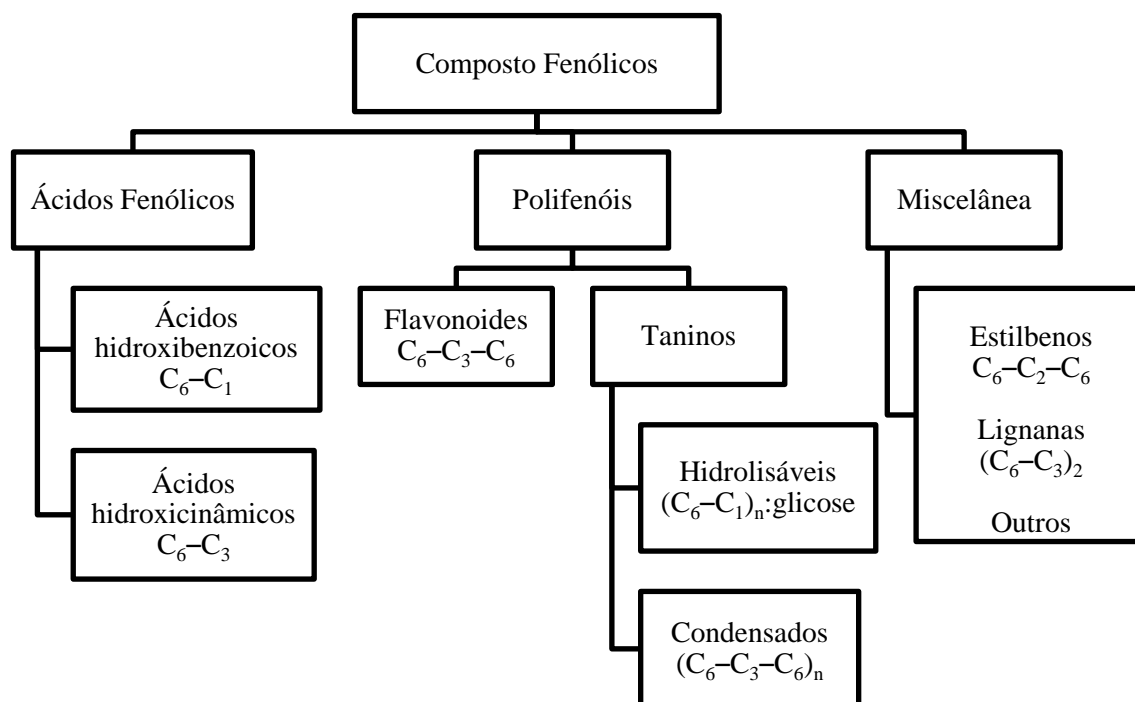 Composto Fenólicos
Ácidos Fenólicos
Polifenóis
Miscelânea
Ácidos
hidroxibenzoicos
C₆–C₁
Ácidos
hidroxicinâmicos
C₆–C₃
Flavonoides
C₆–C₃–C₆
Taninos
Hidrolisáveis
(C₆–C₁)ₙ:glicose
Condensados
(C₆–C₃–C₆)ₙ
Estilbenos
C₆–C₂–C₆
Lignanas
(C₆–C₃)₂
Outros